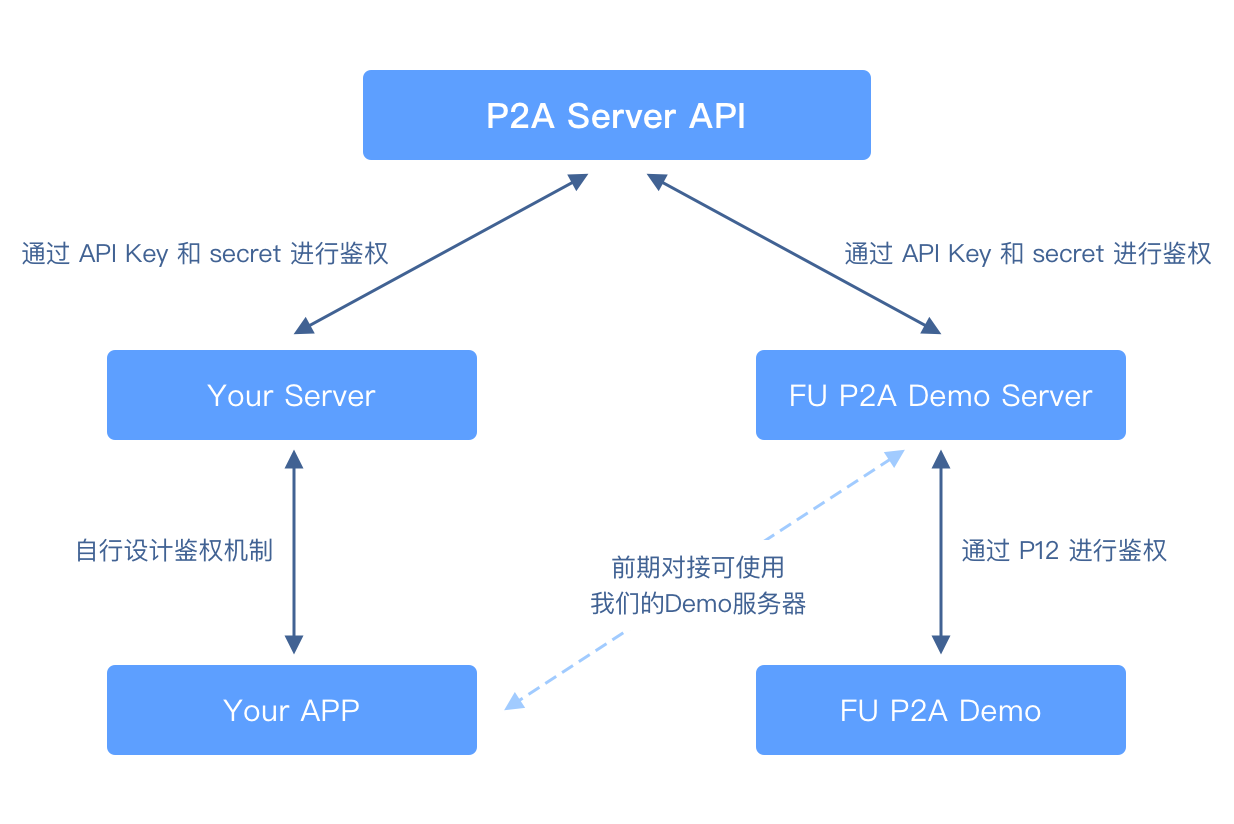 P2A Server API
通过 API Key 和 secret 进行鉴权
通过 API Key 和 secret 进行鉴权
Your Server
FU P2A Demo Server
自行设计鉴权机制
前期对接可使用
我们的Demo服务器
通过 P12 进行鉴权
Your APP
FU P2A Demo